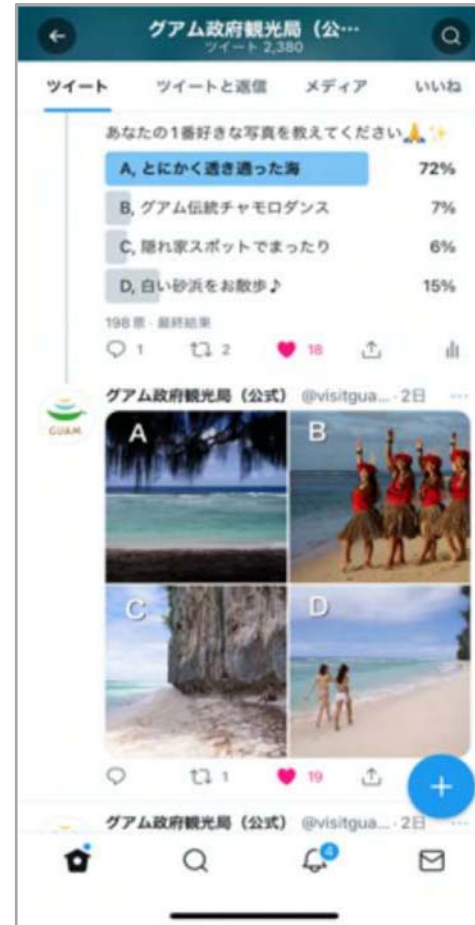 グアム政府観光局（公…
ツイート 2,380
ツイート ツイートと返信 メディア いいね
あなたの1番好きな写真を教えてください🙏✨
A, とにかく透き通った海 72%
B, グアム伝統チャモロダンス 7%
C, 隠れ家スポットでまったり 6%
D, 白い砂浜をお散歩♪ 15%
198 票 · 最終結果
1 2 18
グアム政府観光局（公式） @visitgua... · 2日
GUAM
A B
C D
1 19
グアム政府観光局（公式） @visitgua... · 2日
4